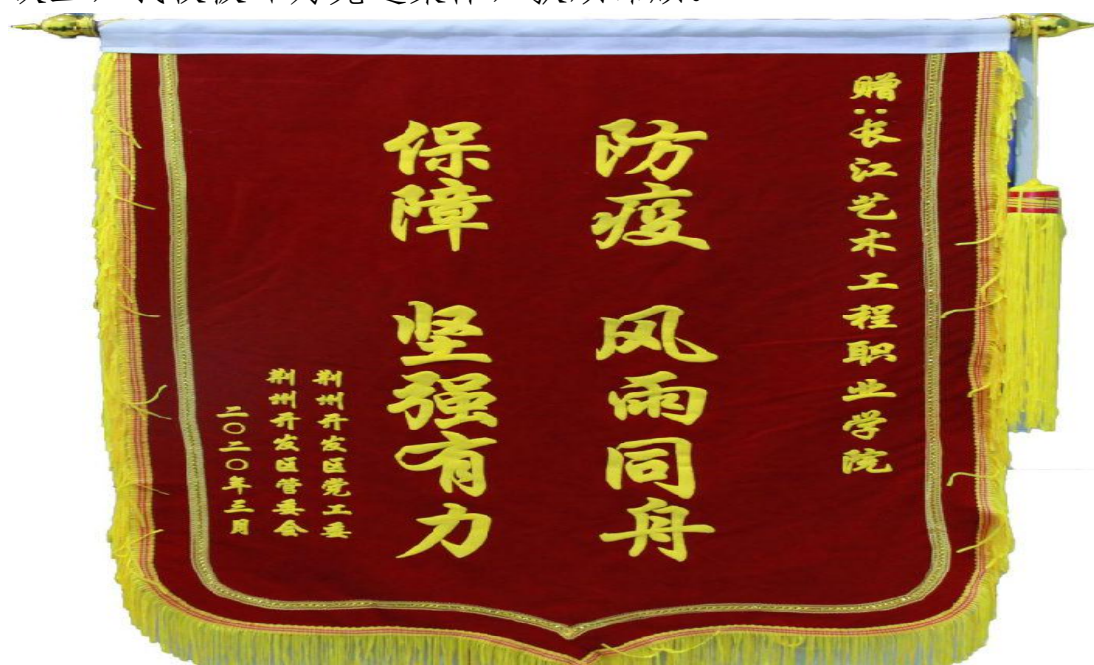 赠:长江艺术工程职业学院
防疫 风雨同舟
保障 坚强有力
荆州开发区党工委
荆州开发区管委会
二〇二〇年三月